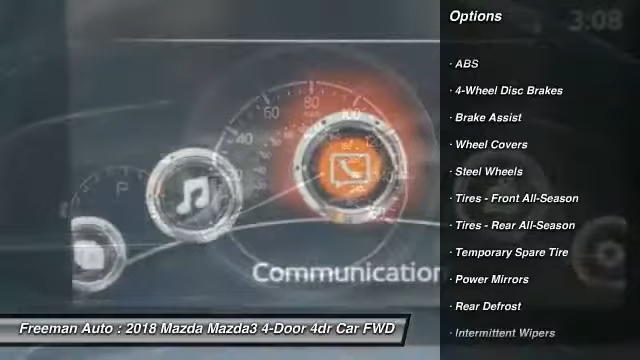 Options
3:08
· ABS
· 4-Wheel Disc Brakes
· Brake Assist
· Wheel Covers
· Steel Wheels
· Tires - Front All-Season
· Tires - Rear All-Season
· Temporary Spare Tire
· Power Mirrors
· Rear Defrost
· Intermittent Wipers
40
60
80
100
P
Communication
Freeman Auto : 2018 Mazda Mazda3 4-Door 4dr Car FWD